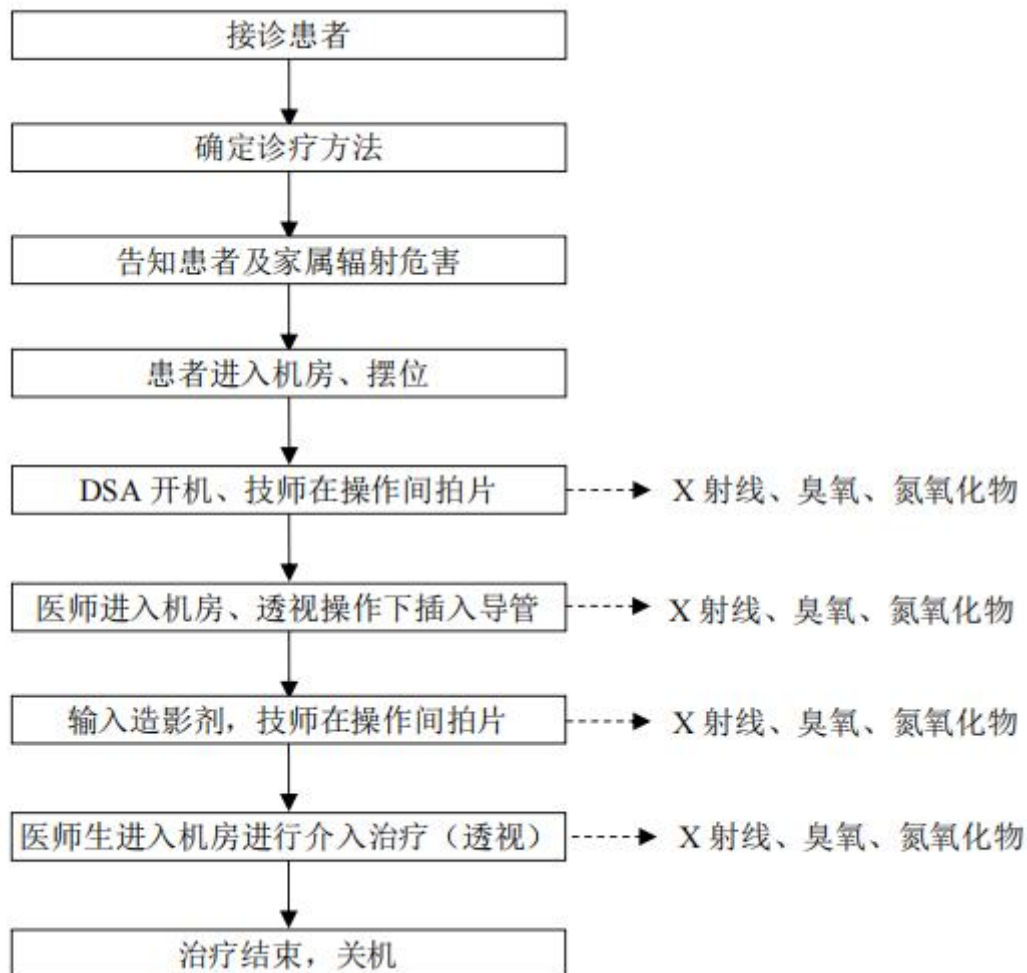 接诊患者
确定诊疗方法
告知患者及家属辐射危害
患者进入机房、摆位
DSA 开机、技师在操作间拍片
X 射线、臭氧、氮氧化物
医师进入机房、透视操作下插入导管
X 射线、臭氧、氮氧化物
输入造影剂，技师在操作间拍片
X 射线、臭氧、氮氧化物
医师生进入机房进行介入治疗（透视）
X 射线、臭氧、氮氧化物
治疗结束，关机